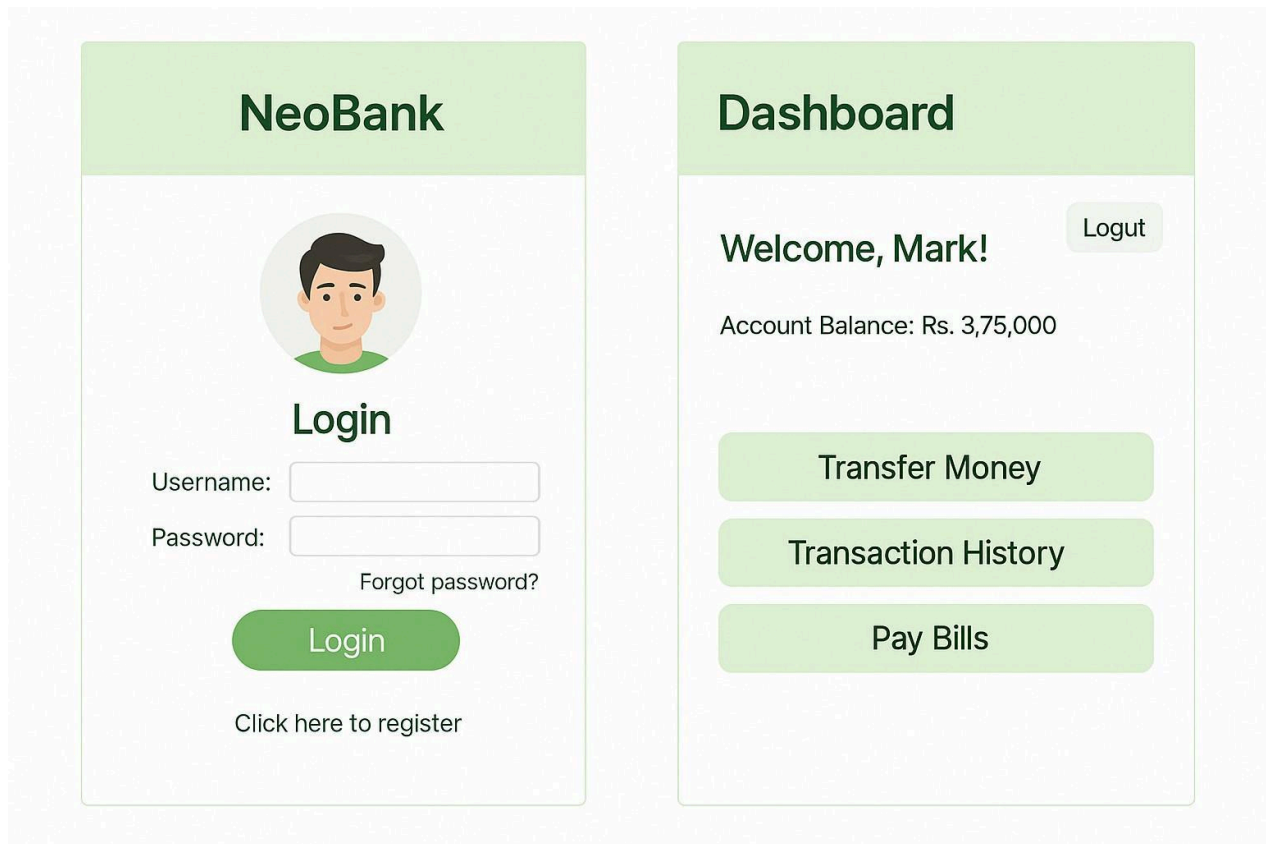 NeoBank
Login
Username:
Password:
Forgot password?
Login
Click here to register
Dashboard
Logut
Welcome, Mark!
Account Balance: Rs. 3,75,000
Transfer Money
Transaction History
Pay Bills